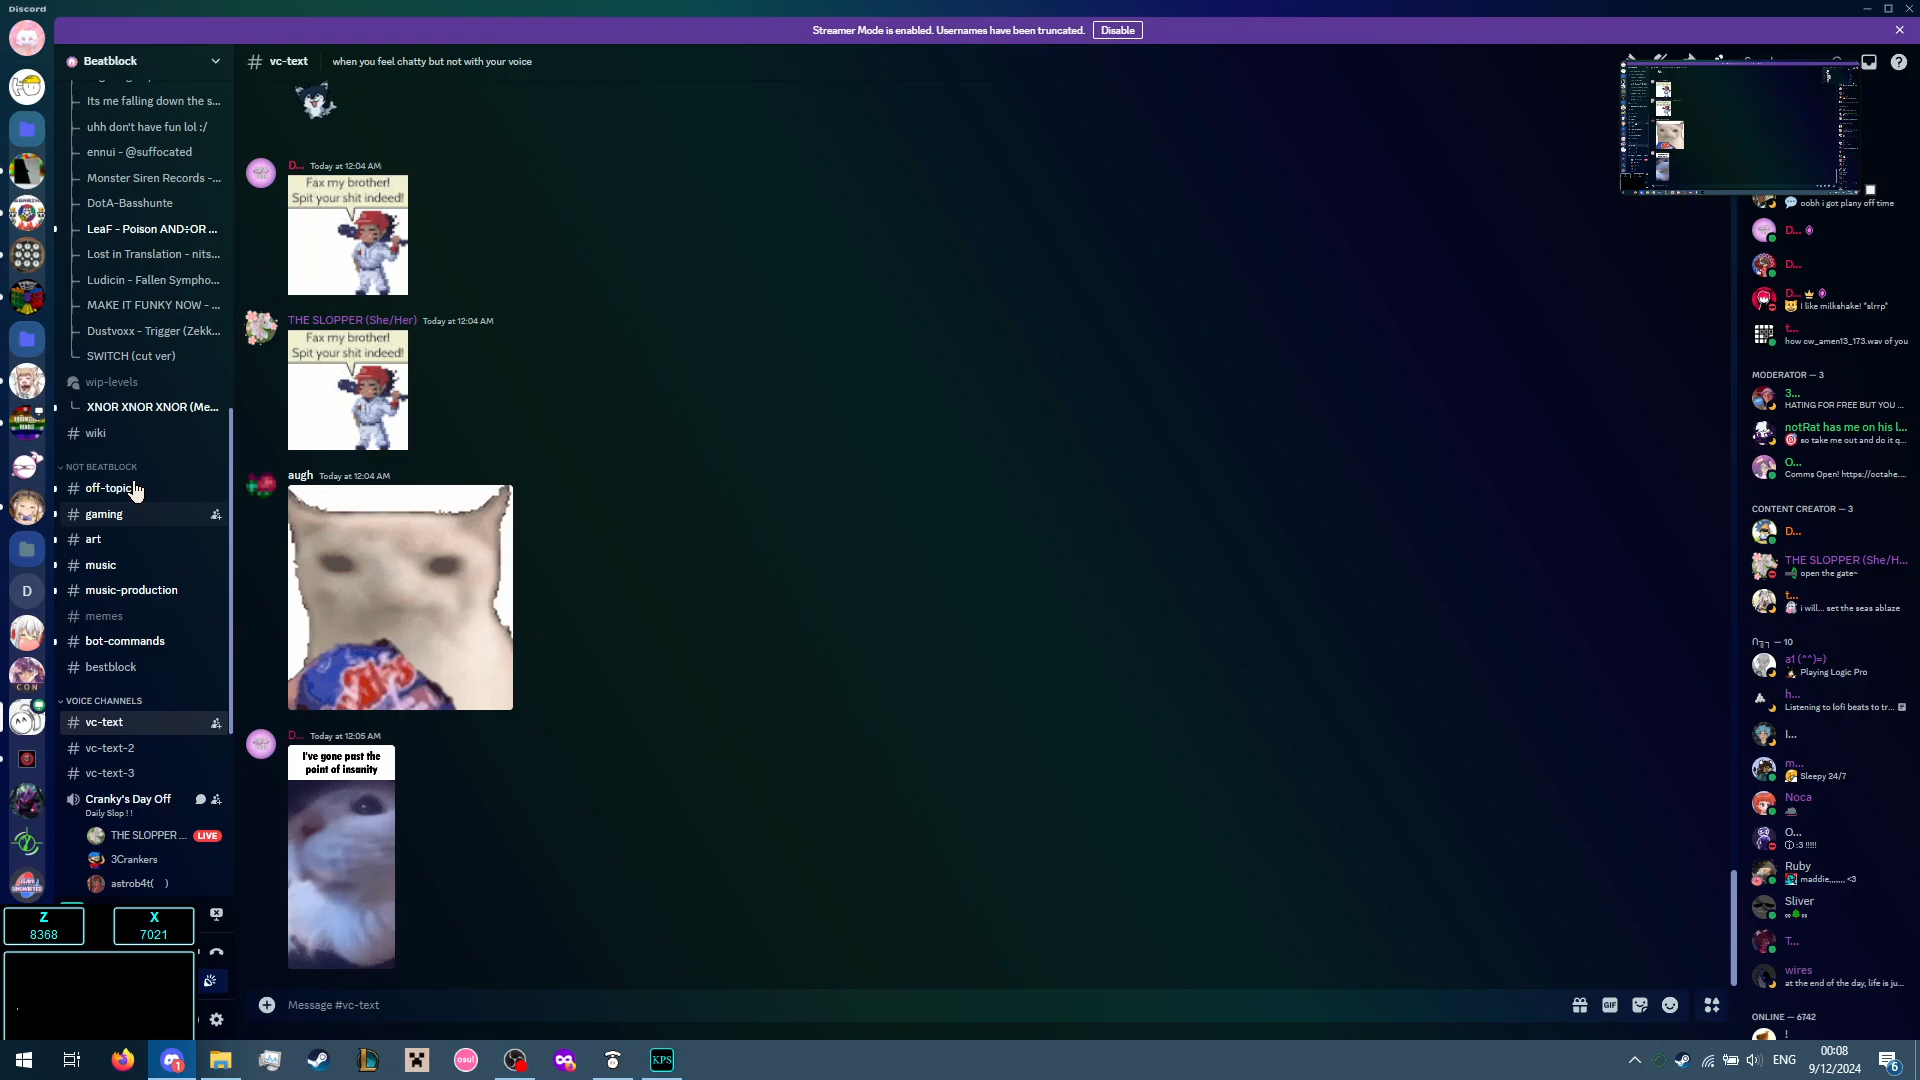 Discord
Streamer Mode is enabled. Usernames have been truncated.
Disable
Beatblock
# vc-text
when you feel chatty but not with your voice
Its me falling down the s...
uhh don't have fun lol :/
ennui - @suffocated
Monster Siren Records -...
DotA-Basshunte
LeaF - Poison AND÷OR ...
Lost in Translation - nits...
Ludicin - Fallen Sympho...
MAKE IT FUNKY NOW - ...
Dustvoxx - Trigger (Zekk...
SWITCH (cut ver)
wip-levels
XNOR XNOR XNOR (Me...
# wiki
NOT BEATBLOCK
# off-topic
# gaming
# art
# music
# music-production
# memes
# bot-commands
# bestblock
VOICE CHANNELS
# vc-text
# vc-text-2
# vc-text-3
Cranky's Day Off
Daily Slop ! !
THE SLOPPER ...
LIVE
3Crankers
astrob4t( )
D
CON
Z
8368
X
7021
D... Today at 12:04 AM
Fax my brother!
Spit your shit indeed!
THE SLOPPER (She/Her) Today at 12:04 AM
Fax my brother!
Spit your shit indeed!
augh Today at 12:04 AM
D... Today at 12:05 AM
I've gone past the
point of insanity
Message #vc-text
GIF
oobh i got plany off time
D...
D...
D...
I like milkshake! *slrrp*
t...
how cw_amen13_173.wav of you
MODERATOR — 3
3...
HATING FOR FREE BUT YOU ...
notRat has me on his l...
so take me out and do it q...
O...
Comms Open! https://octahe...
CONTENT CREATOR — 3
D...
THE SLOPPER (She/H...
open the gate~
t...
i will... set the seas ablaze
— 10
a1 (^^)=)
Playing Logic Pro
h...
Listening to lofi beats to tr...
I...
m...
Sleepy 24/7
Noca
O...
:3 !!!!!
Ruby
maddie,,,,,,, <3
Sliver
T...
wires
at the end of the day, life is ju...
ONLINE — 6742
!
osu!
KPS
1
ENG
00:08
9/12/2024
6